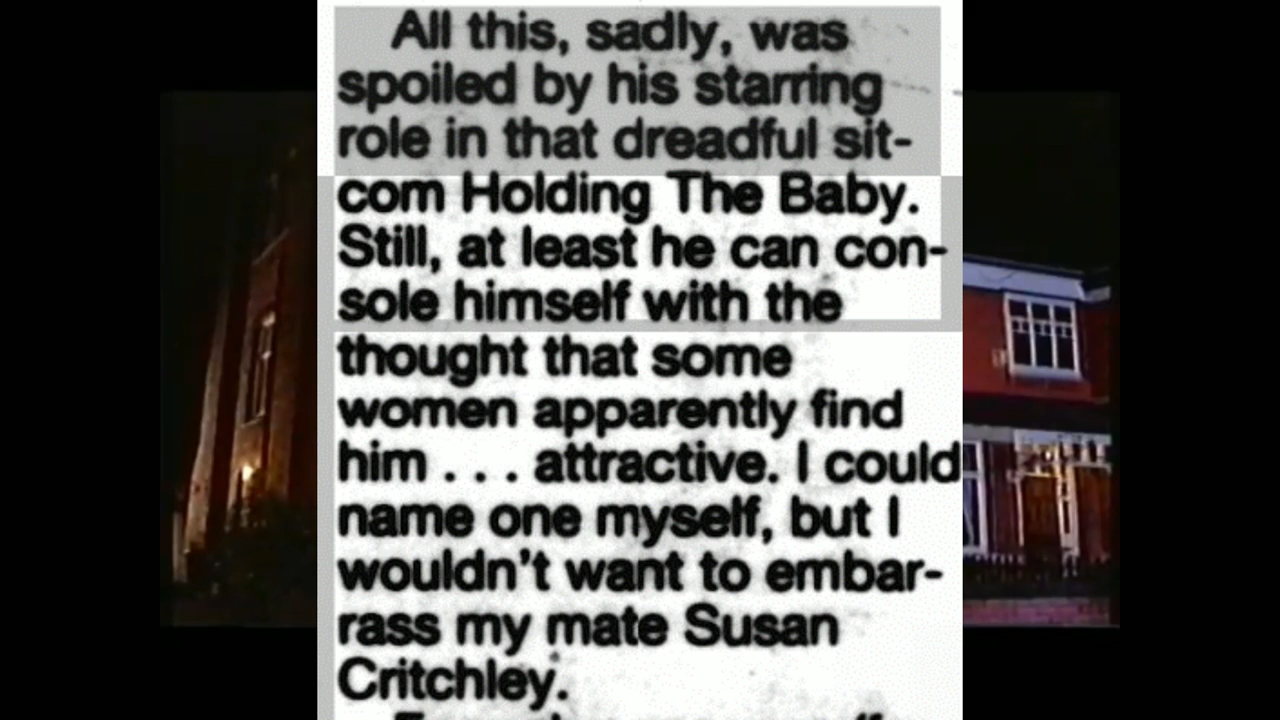 All this, sadly, was
spoiled by his starring
role in that dreadful sit-
com Holding The Baby.
Still, at least he can con-
sole himself with the
thought that some
women apparently find
him . . . attractive. I could
name one myself, but I
wouldn't want to embar-
rass my mate Susan
Critchley.